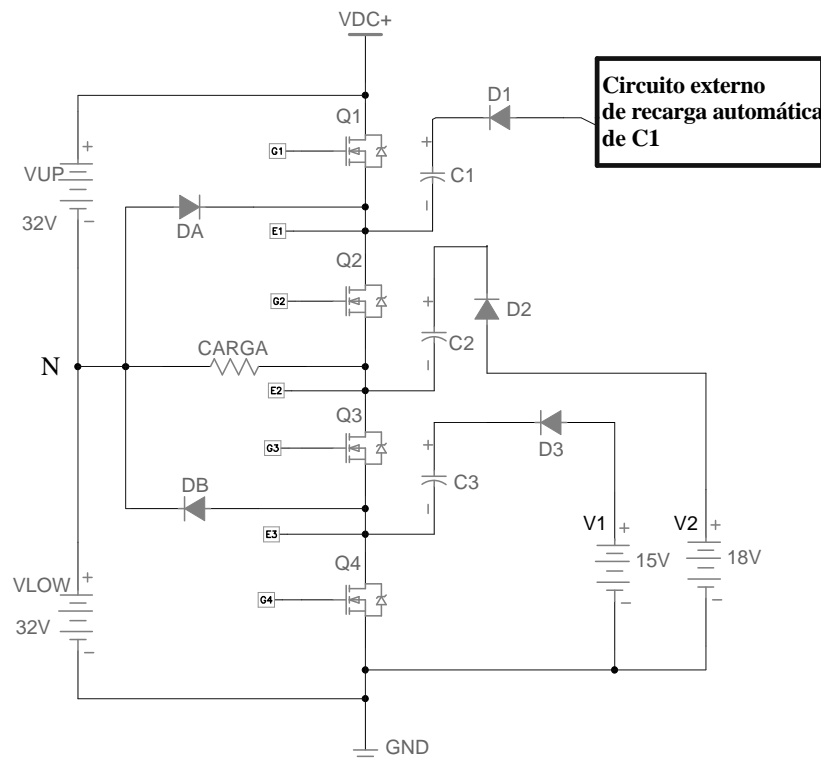 VDC+
Circuito externo
de recarga automática
de C1
D1
Q1
+
+
G1
VUP
C1
32V
−
−
DA
E1
Q2
+
G2
D2
C2
CARGA
−
N
E2
Q3
+
G3
D3
C3
DB
−
E3
V1
+
V2
+
Q4
15V
18V
VLOW
+
G4
−
−
32V
−
GND